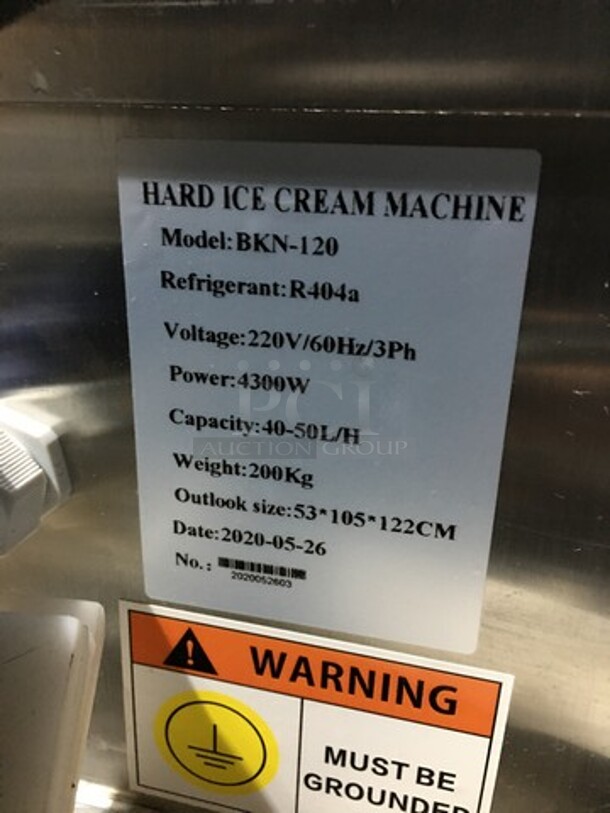 HARD ICE CREAM MACHINE
Model:BKN-120
Refrigerant:R404a
Voltage:220V/60Hz/3Ph
Power:4300W
PCI
AUCTION GROUP
Capacity:40-50L/H
Weight:200Kg
Outlook size:53*105*122CM
Date:2020-05-26
No.:
2020052603
WARNING
MUST BE
GROUNDED